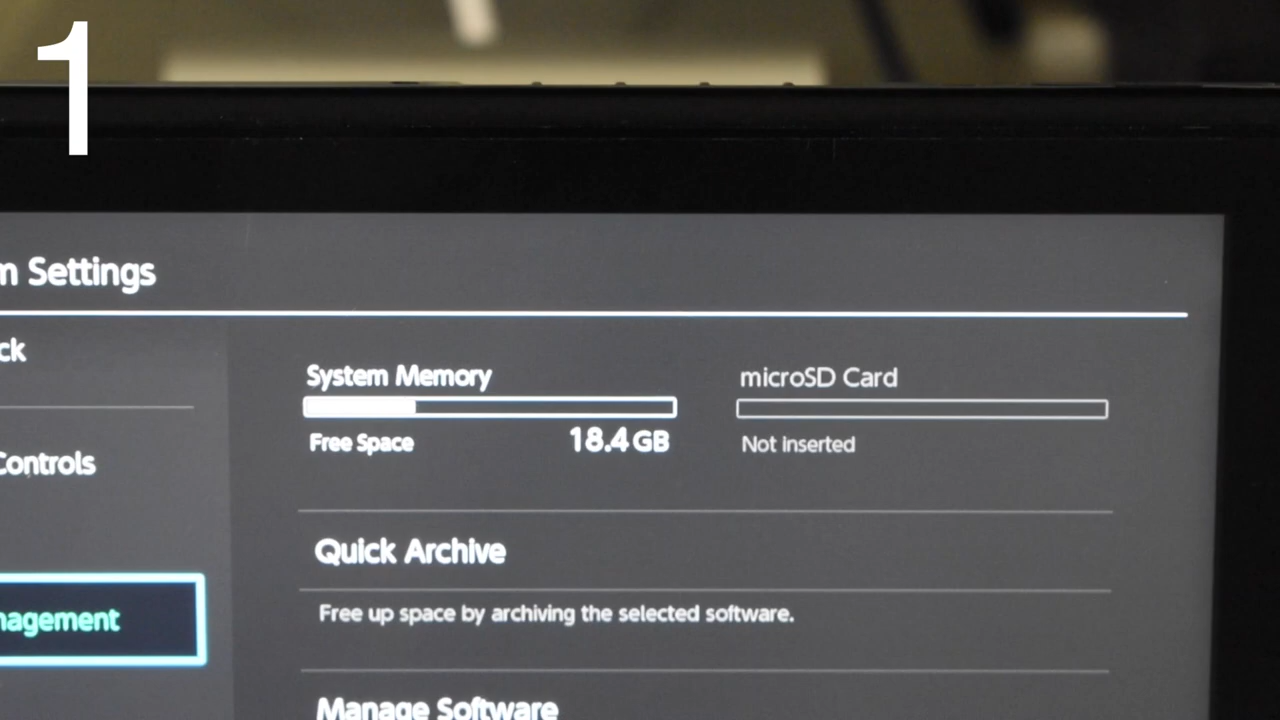 1
m Settings
ck
System Memory
microSD Card
Free Space 18.4 GB
Not inserted
Controls
Quick Archive
nagement
Free up space by archiving the selected software.
Manage Software